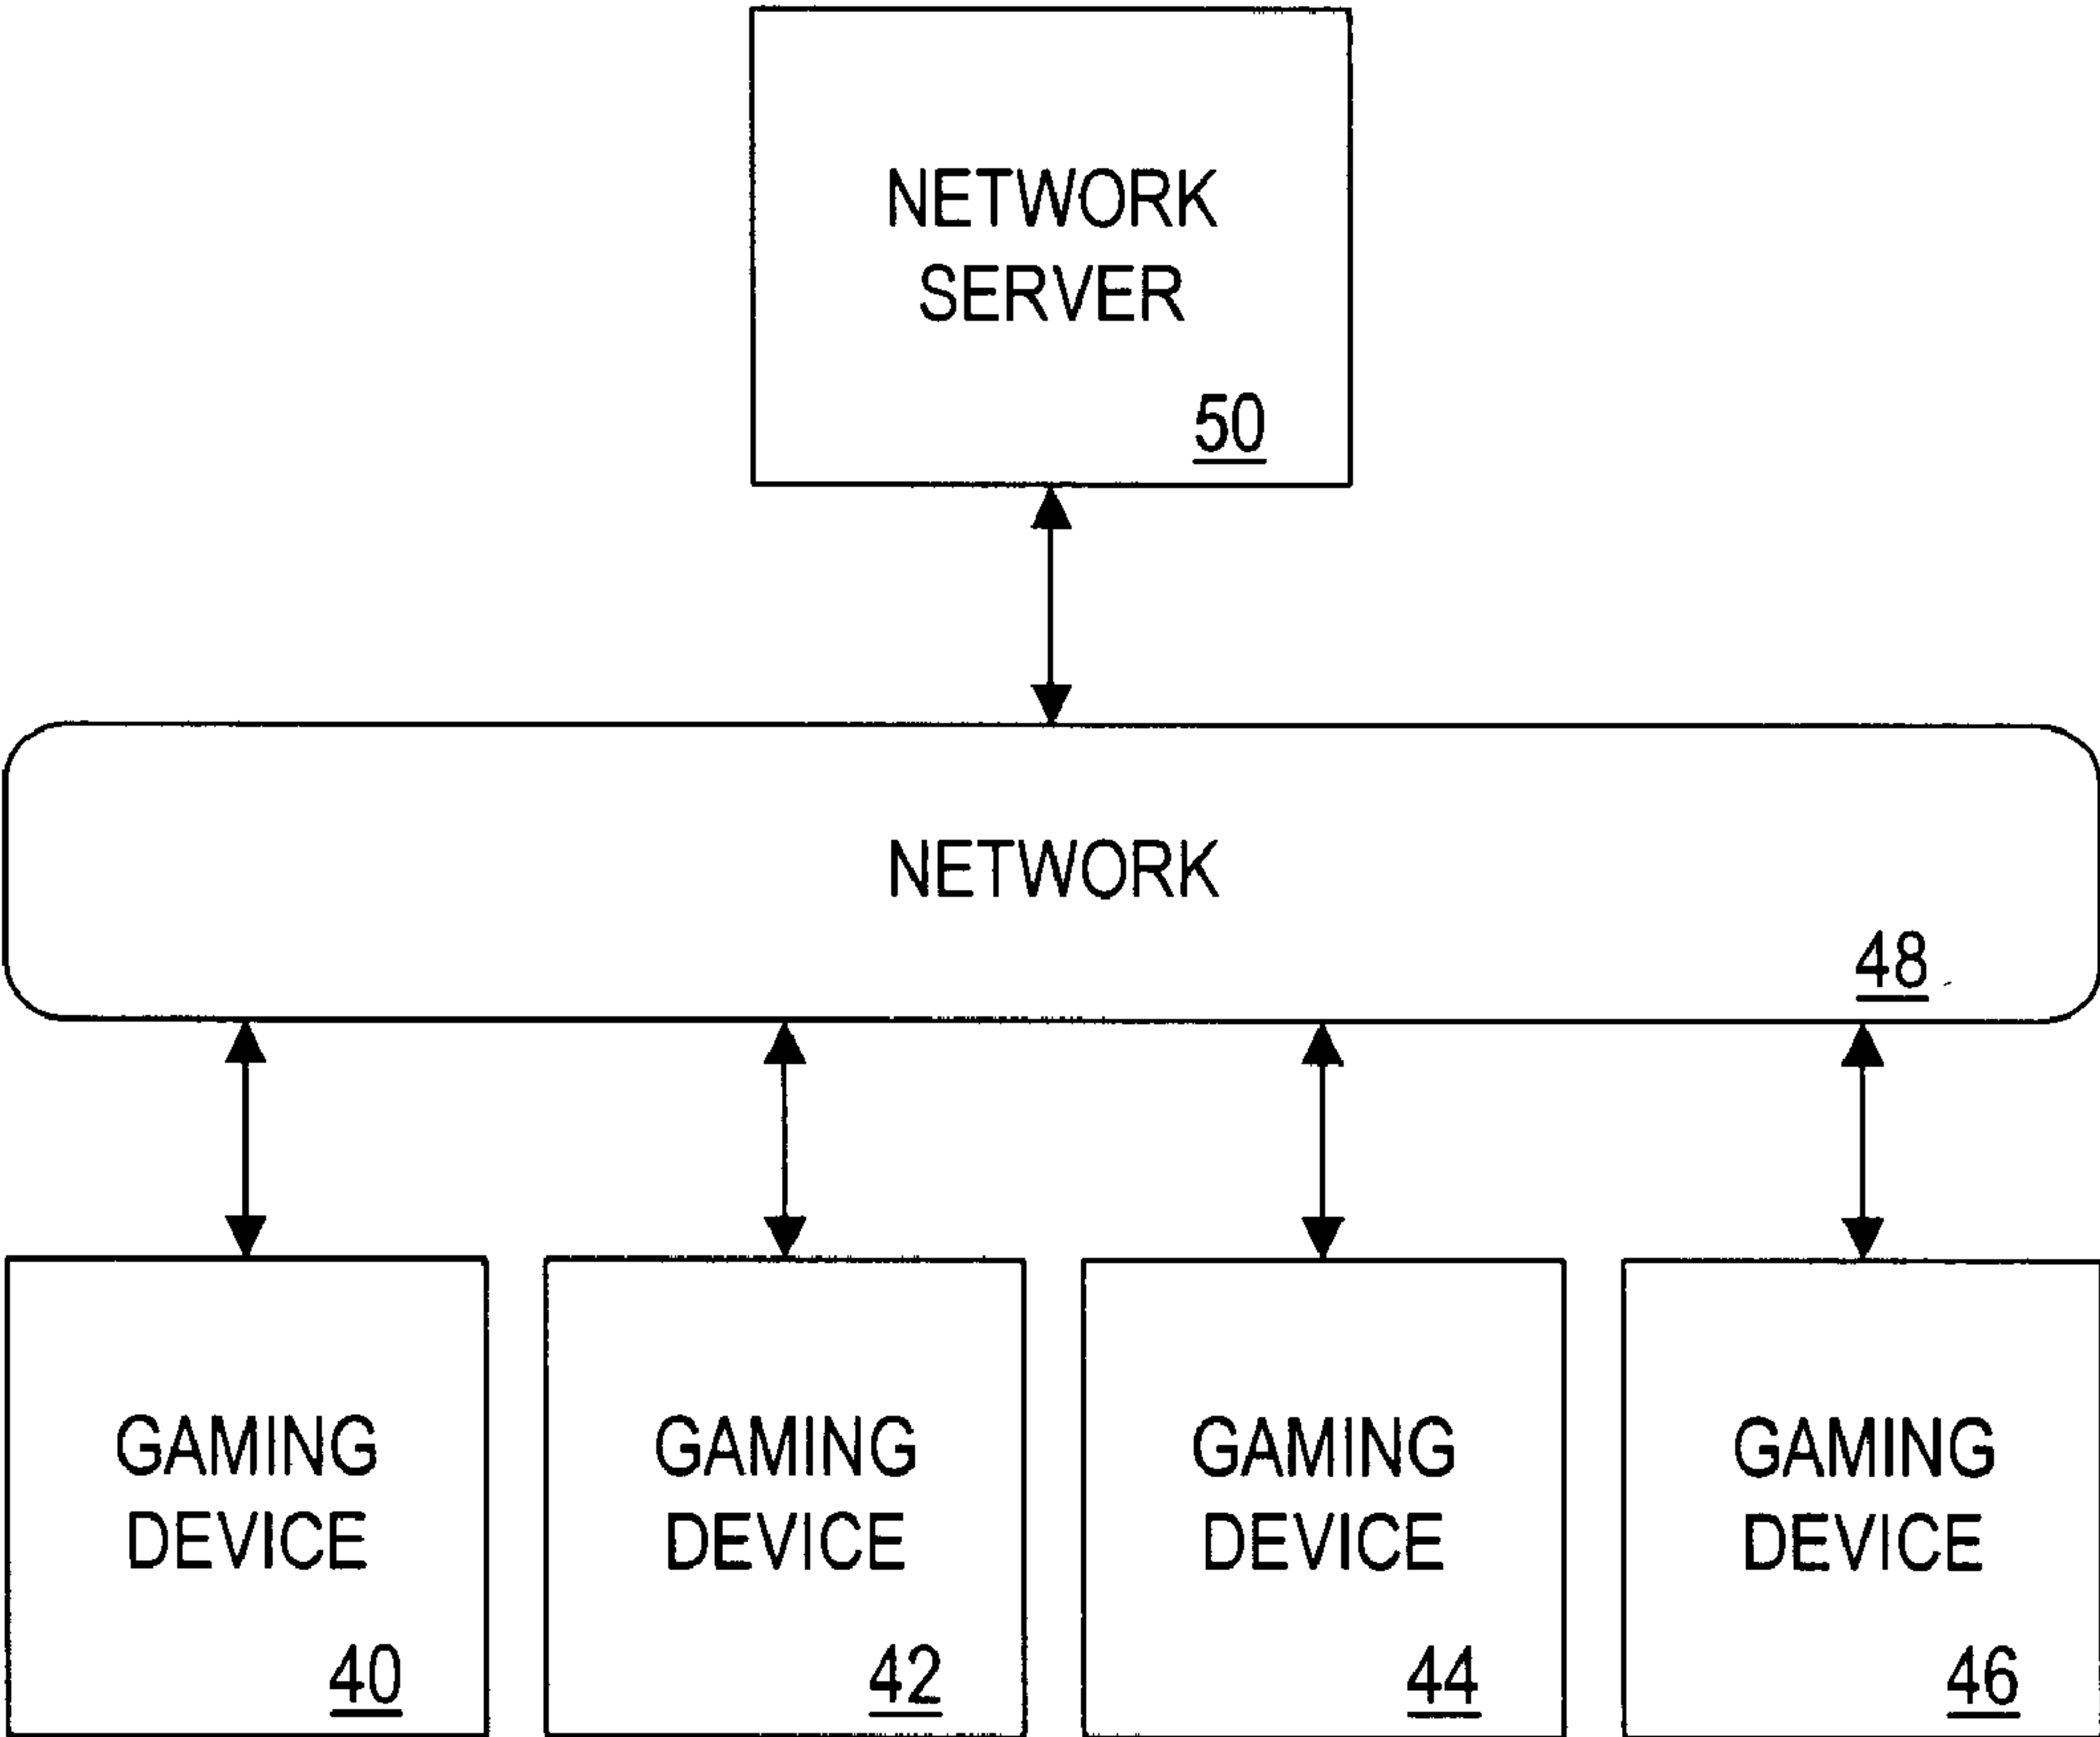 NETWORK
SERVER
50
NETWORK
48
GAMING
DEVICE
40
GAMING
DEVICE
42
GAMING
DEVICE
44
GAMING
DEVICE
46